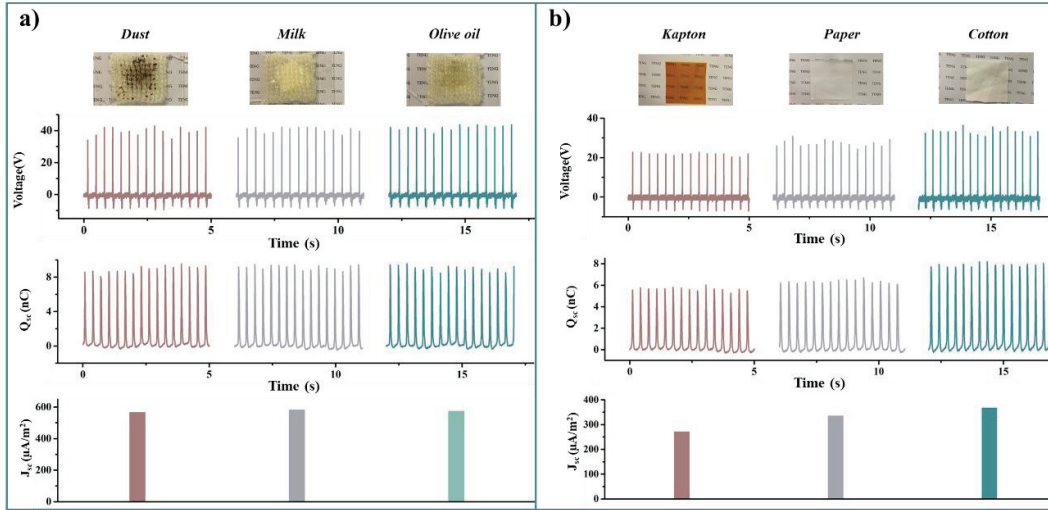 a)
Dust Milk Olive oil
TENG
40
20
0
Voltage(V)
0 5 10 15
Time (s)
8
4
0
Qsc (nC)
0 5 10 15
Time (s)
600
400
200
0
Jsc (μA/m²)
b)
Kapton Paper Cotton
TENG
40
20
0
Voltage(V)
0 5 10 15
Time (s)
8
6
4
2
0
Qsc (nC)
0 5 10 15
Time (s)
400
300
200
100
0
Jsc (μA/m²)